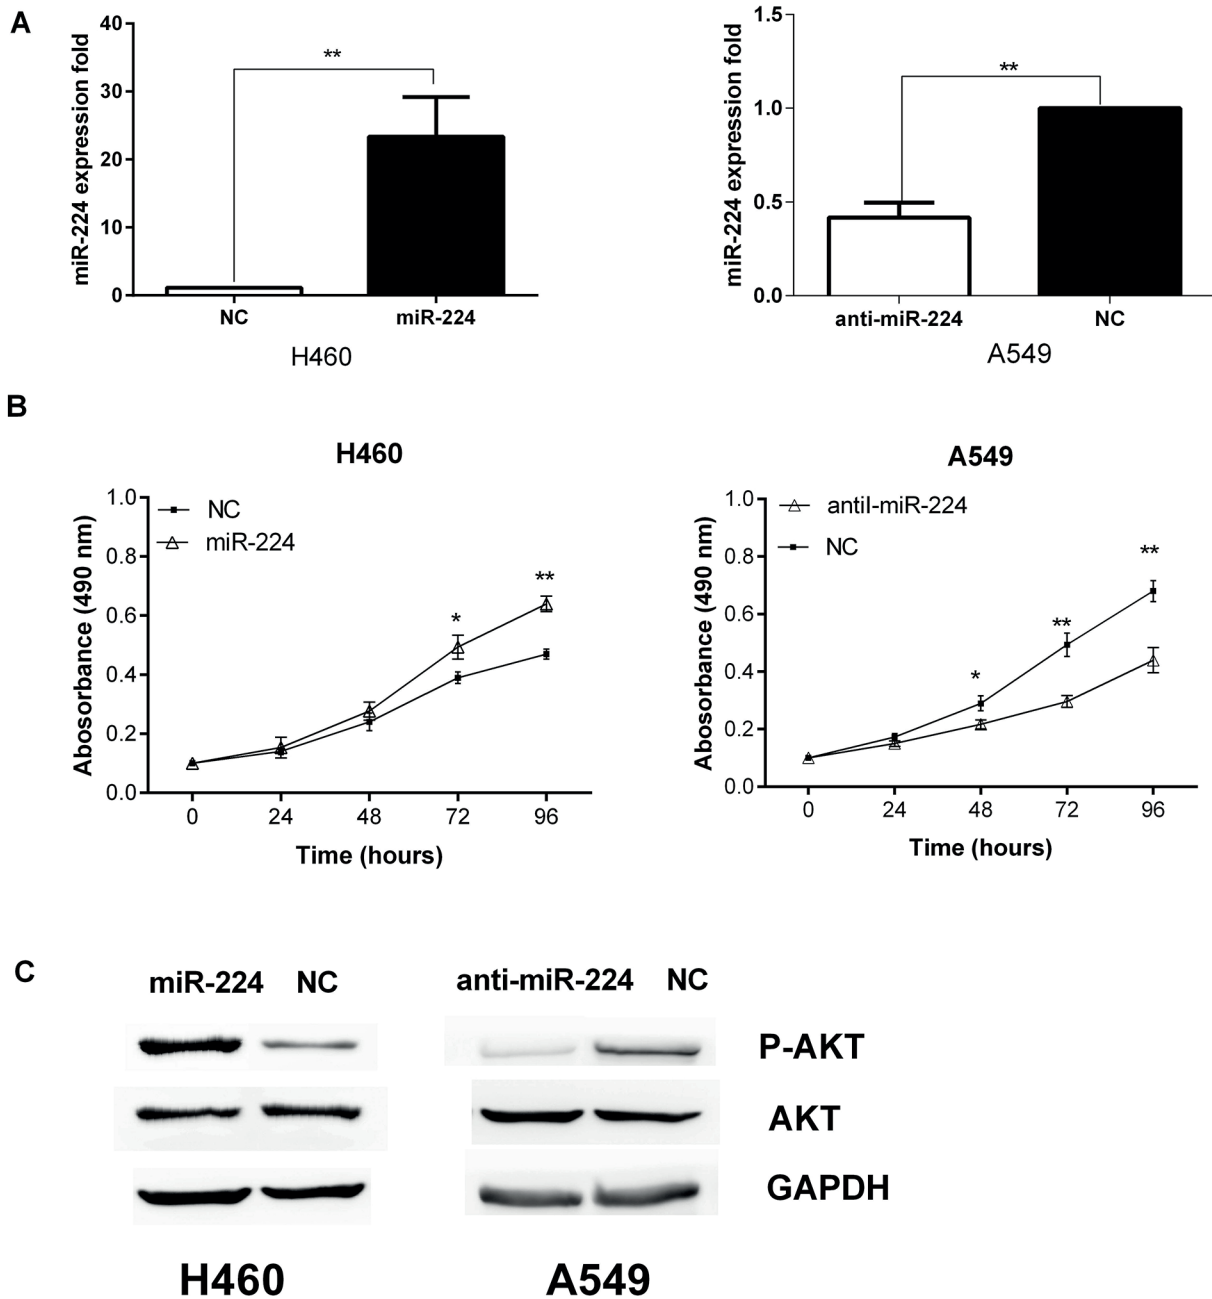 A
miR-224 expression fold
40
30
20
10
0
**
NC
miR-224
H460
miR-224 expression fold
1.5
1.0
0.5
0.0
**
anti-miR-224
NC
A549
B
H460
Abosorbance (490 nm)
1.0
0.8
0.6
0.4
0.2
0.0
NC
miR-224
*
**
0 24 48 72 96
Time (hours)
A549
Abosorbance (490 nm)
1.0
0.8
0.6
0.4
0.2
0.0
antil-miR-224
NC
*
**
**
0 24 48 72 96
Time (hours)
C
miR-224 NC
anti-miR-224 NC
P-AKT
AKT
GAPDH
H460
A549